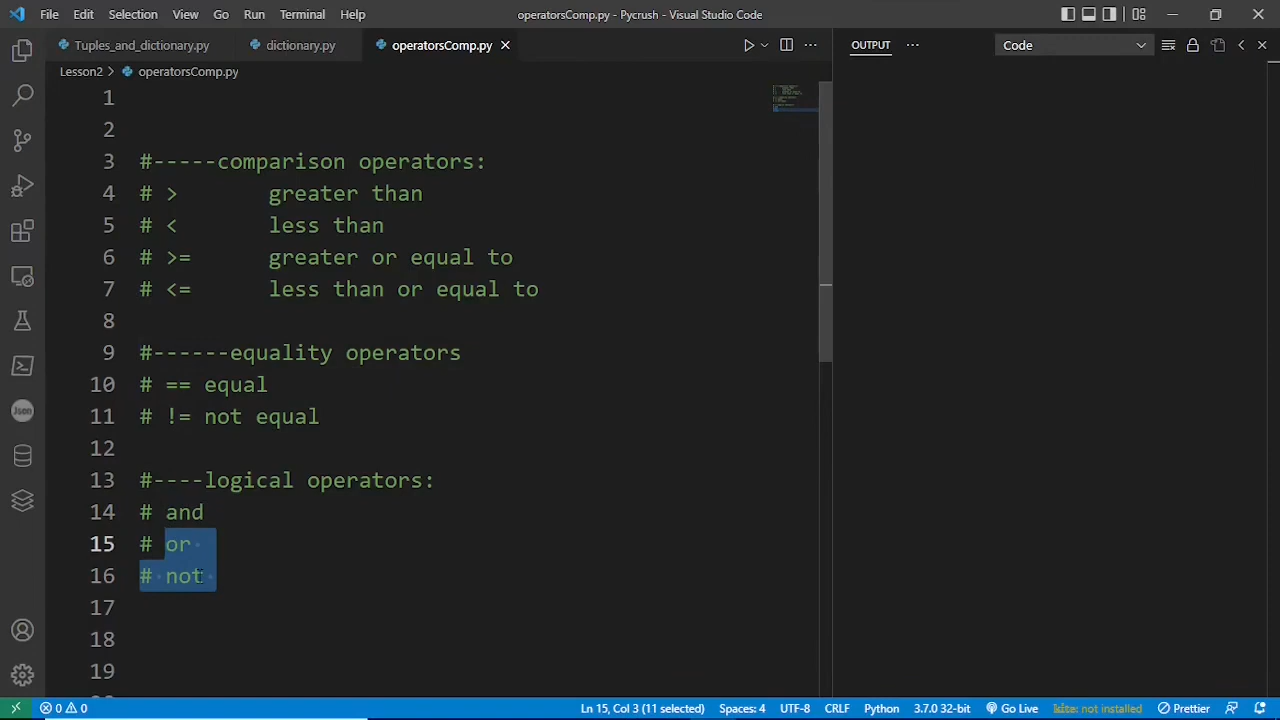 File Edit Selection View Go Run Terminal Help operatorsComp.py - Pycrush - Visual Studio Code
Tuples_and_dictionary.py dictionary.py operatorsComp.py OUTPUT Code
Lesson2 operatorsComp.py
1
2
3 #-----comparison operators:
4 # > greater than
5 # < less than
6 # >= greater or equal to
7 # <= less than or equal to
8
9 #------equality operators
10 # == equal
11 # != not equal
12
13 #----logical operators:
14 # and
15 # or
16 # not
17
18
19
Json
0 0 Ln 15, Col 3 (11 selected) Spaces: 4 UTF-8 CRLF Python 3.7.0 32-bit Go Live kite: not installed Prettier